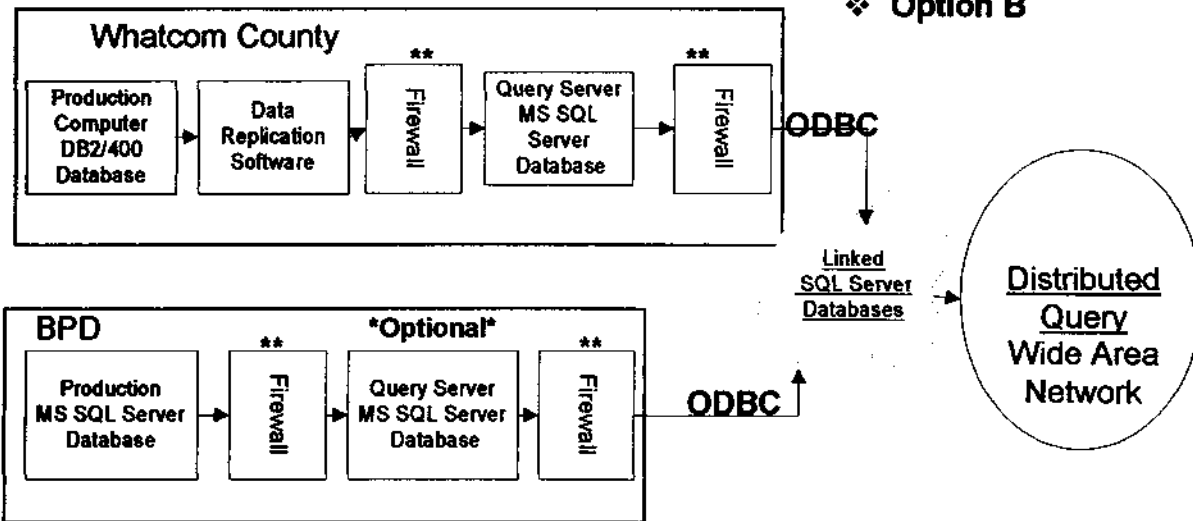 ❖ Option B
Whatcom County
Production
Computer
DB2/400
Database
Data
Replication
Software
**
Firewall
Query Server
MS SQL
Server
Database
**
Firewall
ODBC
Linked
SQL Server
Databases
Distributed
Query
Wide Area
Network
BPD
*Optional*
Production
MS SQL Server
Database
**
Firewall
Query Server
MS SQL Server
Database
**
Firewall
ODBC